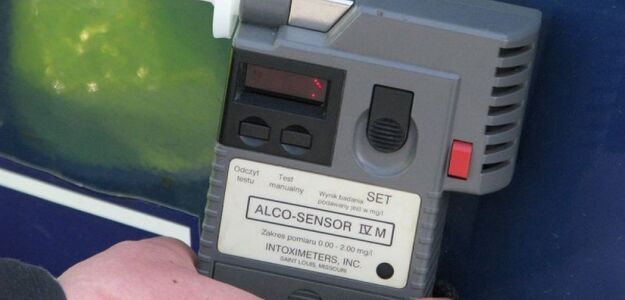 Odczyt testu
Test manualny
Wynik badania podawany jest w mg/l
SET
ALCO-SENSOR IV M
Zakres pomiaru 0.00 - 2.00 mg/l
INTOXIMETERS, INC.
SAINT LOUIS, MISSOURI